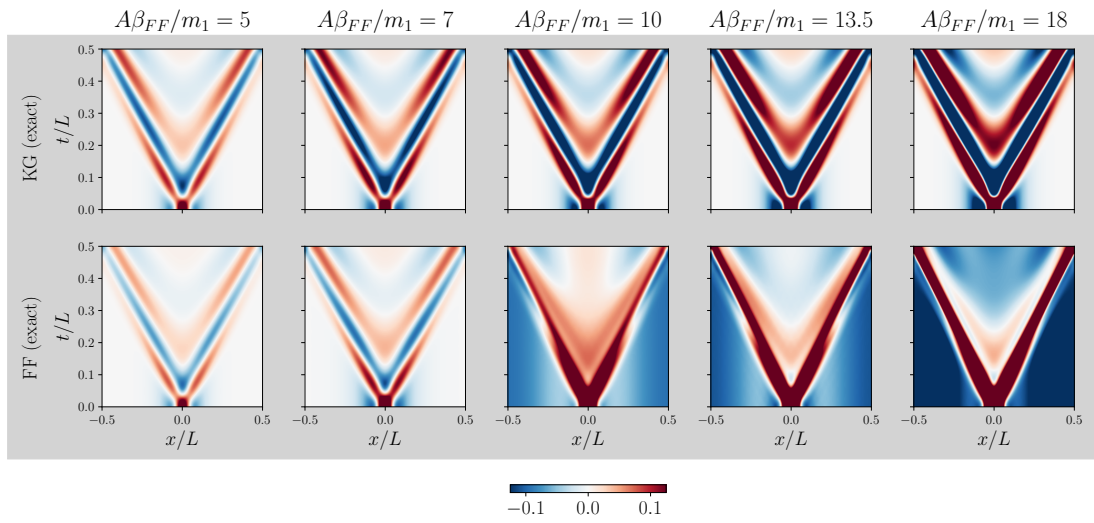 Aβ_{FF}/m_1 = 5 Aβ_{FF}/m_1 = 7 Aβ_{FF}/m_1 = 10 Aβ_{FF}/m_1 = 13.5 Aβ_{FF}/m_1 = 18
KG (exact)
t/L
0.5
0.4
0.3
0.2
0.1
0.0
FF (exact)
t/L
0.5
0.4
0.3
0.2
0.1
0.0
−0.5 0.0 0.5 −0.5 0.0 0.5 −0.5 0.0 0.5 −0.5 0.0 0.5 −0.5 0.0 0.5
x/L x/L x/L x/L x/L
−0.1 0.0 0.1